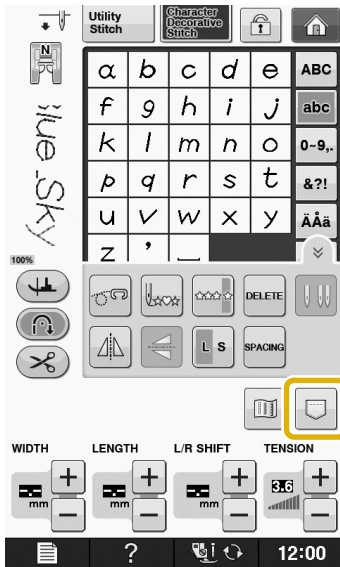 Utility
Stitch
Character
Decorative
Stitch
N
a b c d e ABC
f g h i j abc
k l m n o 0~9,.
p q r s t &?!
u v w x y ÄÅä
z ' _
Blue Sky
100%
DELETE
L S SPACING
WIDTH LENGTH L/R SHIFT TENSION
--.-- + --.-- + --.-- + 3.6 +
mm − mm − mm − −
? i 12:00